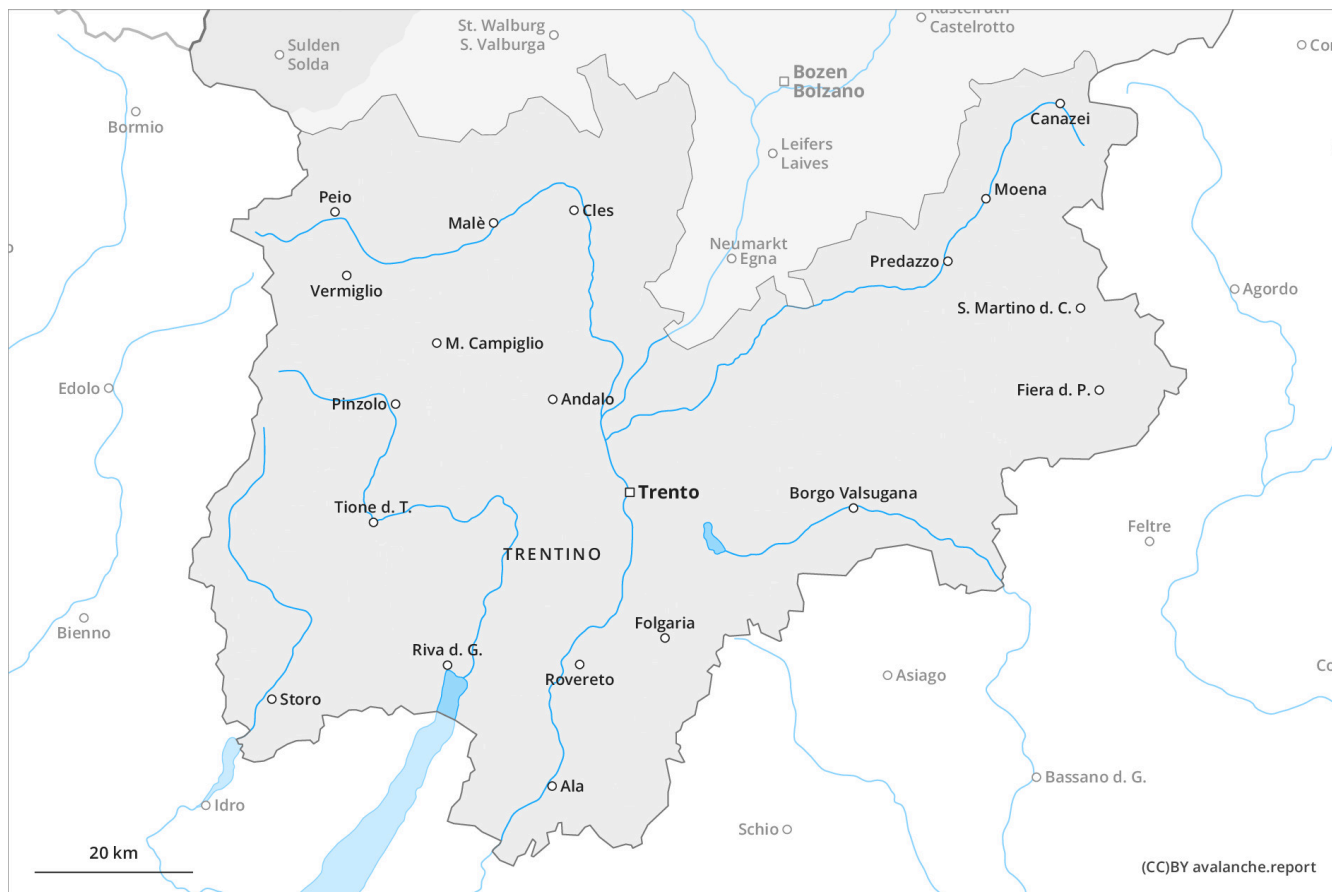 St. Walburg
S. Valburga
Castelrotto
Sulden
Solda
Bozen
Bolzano
Bormio
Canazei
Leifers
Laives
Peio
Moena
Malè
Cles
Neumarkt
Egna
Predazzo
Vermiglio
Agordo
S. Martino d. C.
M. Campiglio
Edolo
Fiera d. P.
Pinzolo
Andalo
Trento
Borgo Valsugana
Tione d. T.
Feltre
TRENTINO
Bienno
Folgaria
Riva d. G.
Rovereto
Asiago
Storo
Ala
Bassano d. G.
Idro
Schio
20 km
(CC)BY avalanche.report